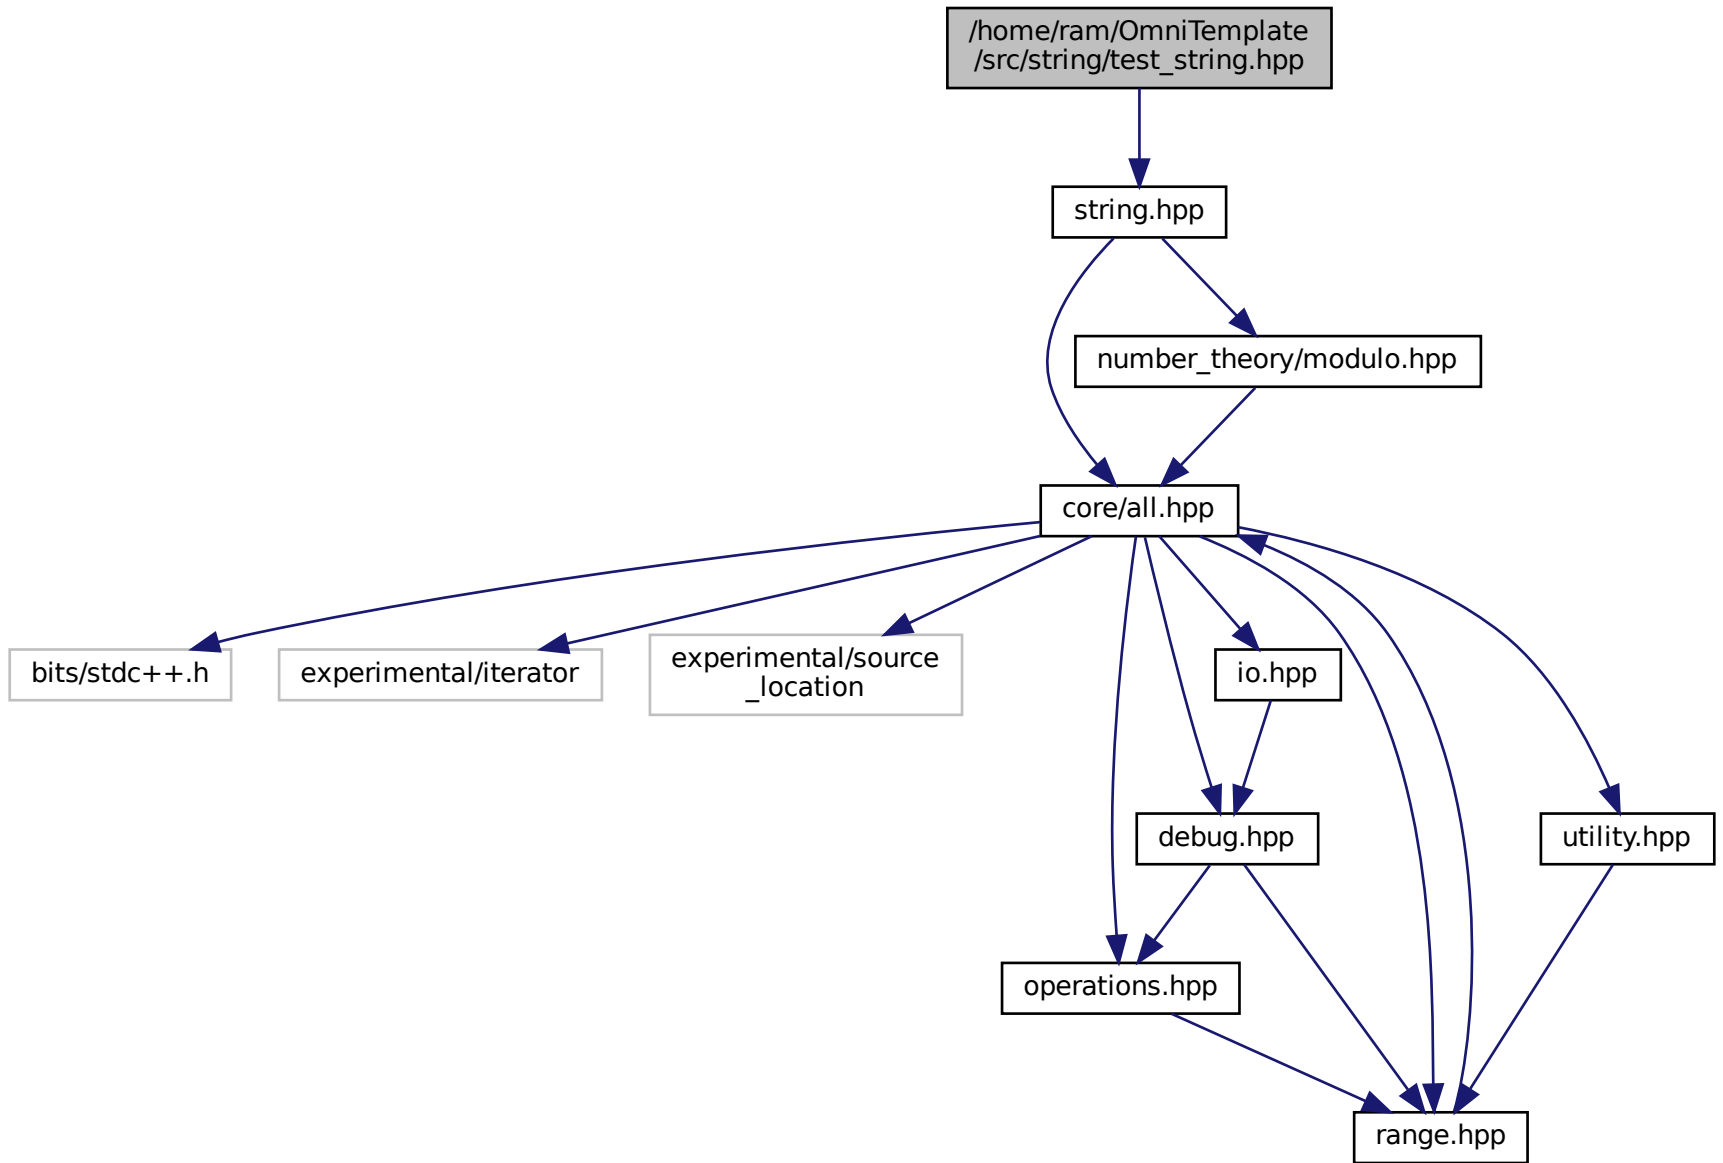 /home/ram/OmniTemplate
/src/string/test_string.hpp
string.hpp
number_theory/modulo.hpp
core/all.hpp
bits/stdc++.h
experimental/iterator
experimental/source
_location
io.hpp
debug.hpp
utility.hpp
operations.hpp
range.hpp